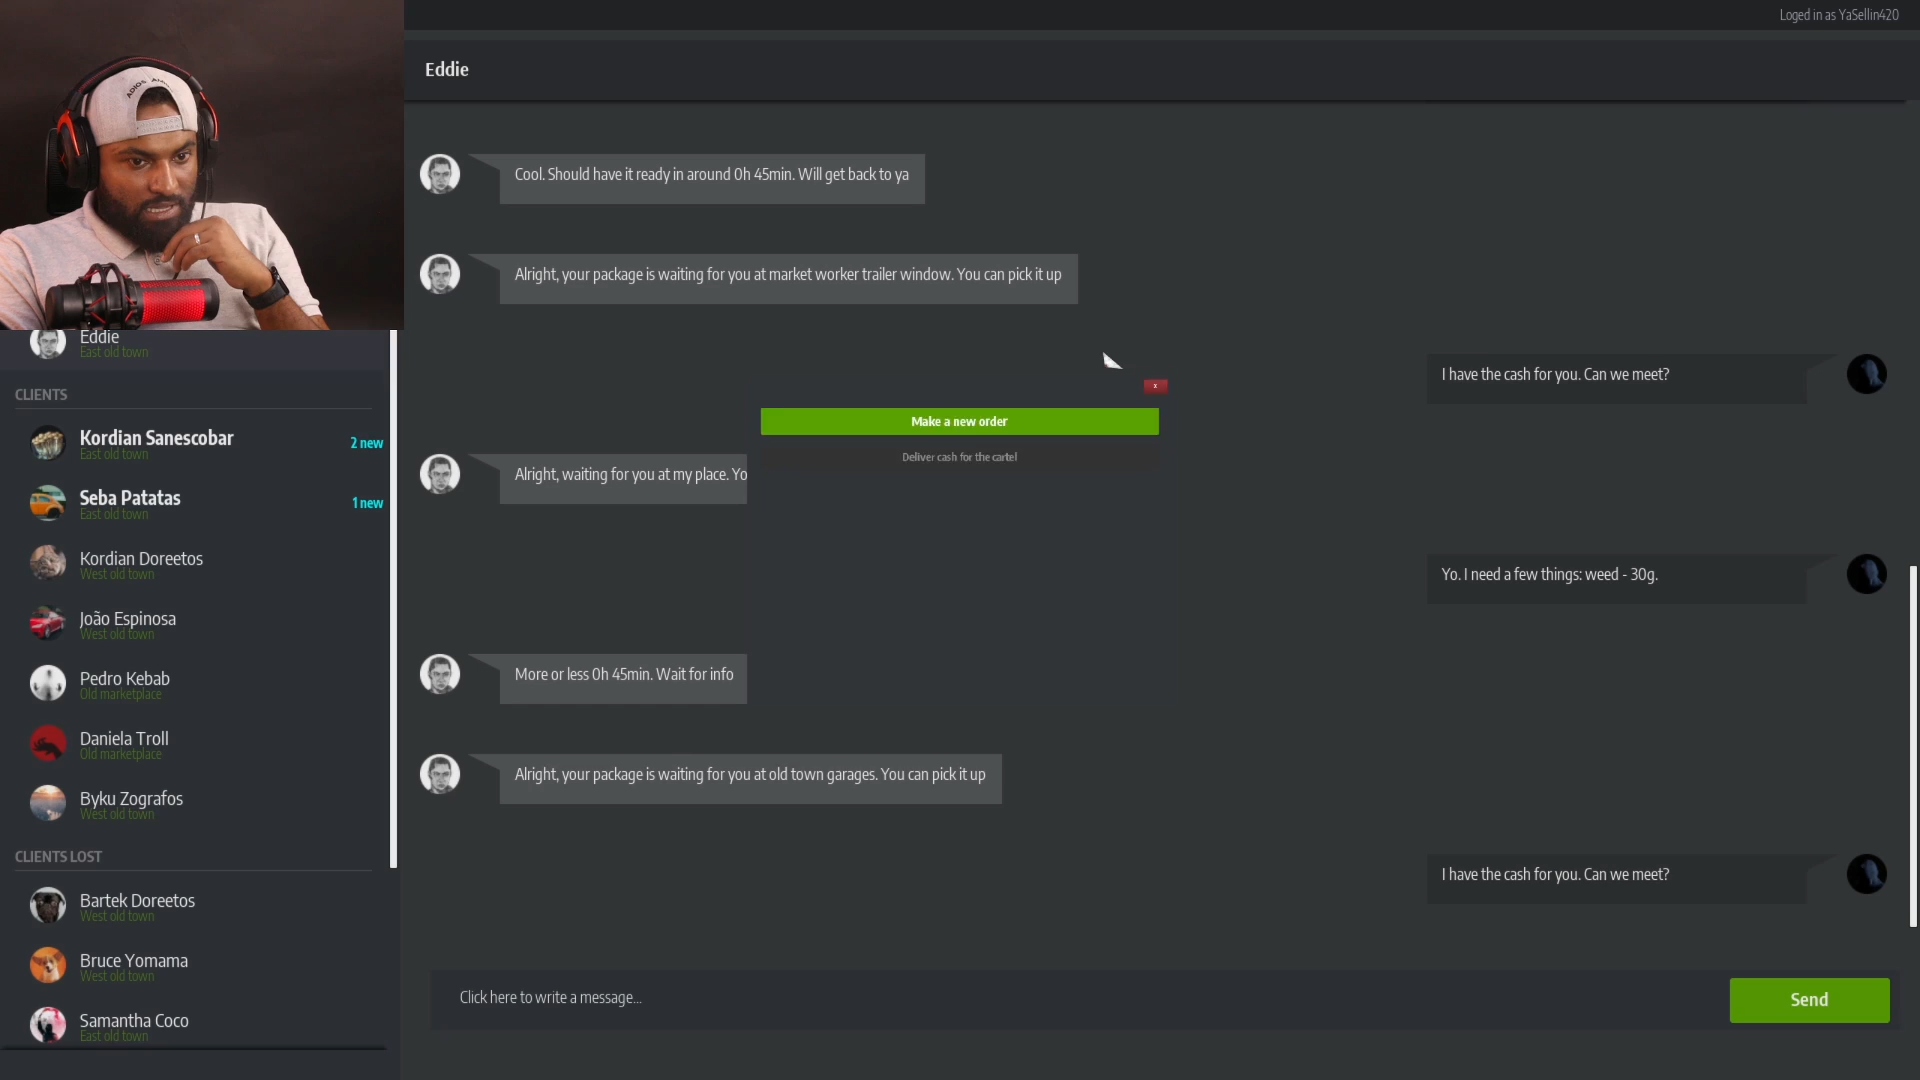 Loged in as YaSellin420
Eddie
Cool. Should have it ready in around 0h 45min. Will get back to ya
Alright, your package is waiting for you at market worker trailer window. You can pick it up
I have the cash for you. Can we meet?
x
Make a new order
Deliver cash for the cartel
Alright, waiting for you at my place. Yo
Yo. I need a few things: weed - 30g.
More or less 0h 45min. Wait for info
Alright, your package is waiting for you at old town garages. You can pick it up
I have the cash for you. Can we meet?
Click here to write a message...
Send
ADIOS
Eddie
East old town
CLIENTS
Kordian Sanescobar
2 new
East old town
Seba Patatas
1 new
East old town
Kordian Doreetos
West old town
João Espinosa
West old town
Pedro Kebab
Old marketplace
Daniela Troll
Old marketplace
Byku Zografos
West old town
CLIENTS LOST
Bartek Doreetos
West old town
Bruce Yomama
West old town
Samantha Coco
East old town